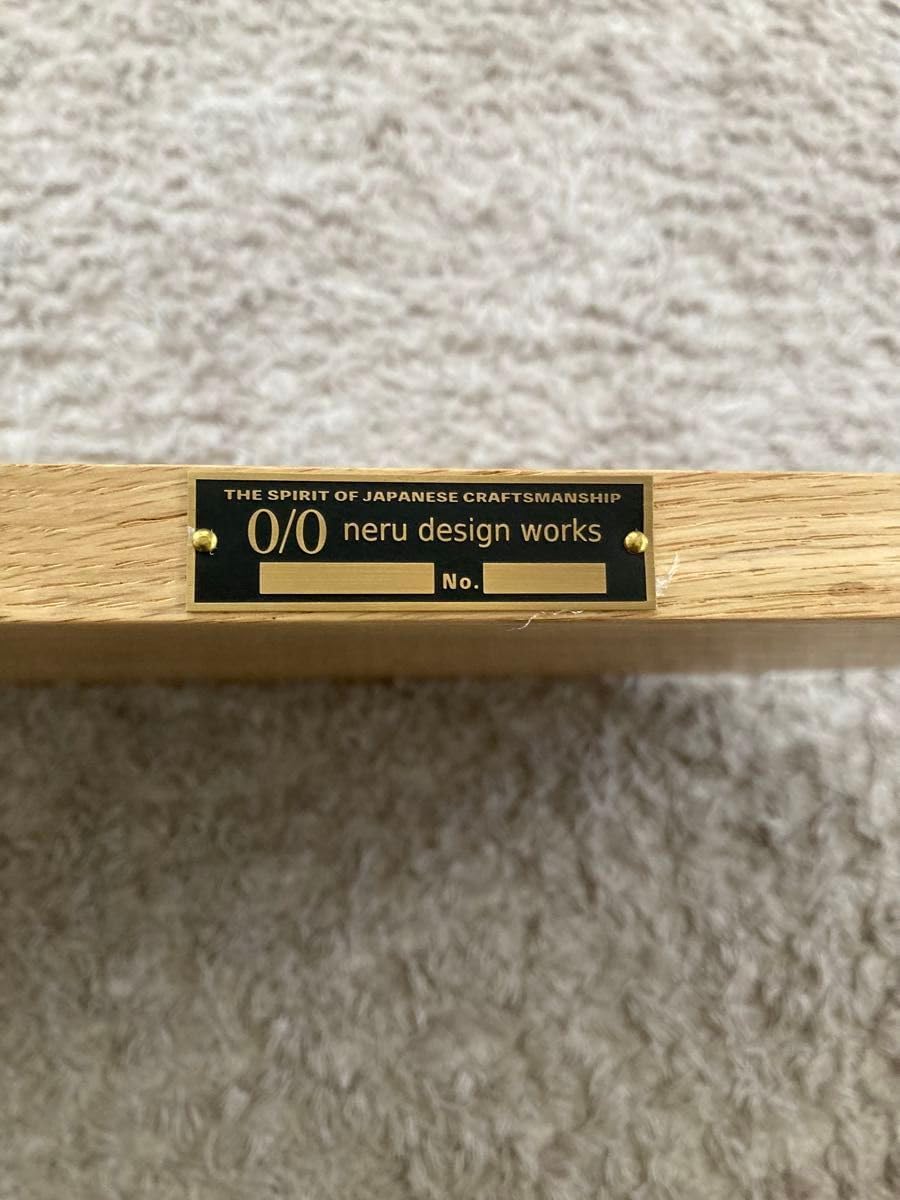 THE SPIRIT OF JAPANESE CRAFTSMANSHIP
0/0 neru design works
No.